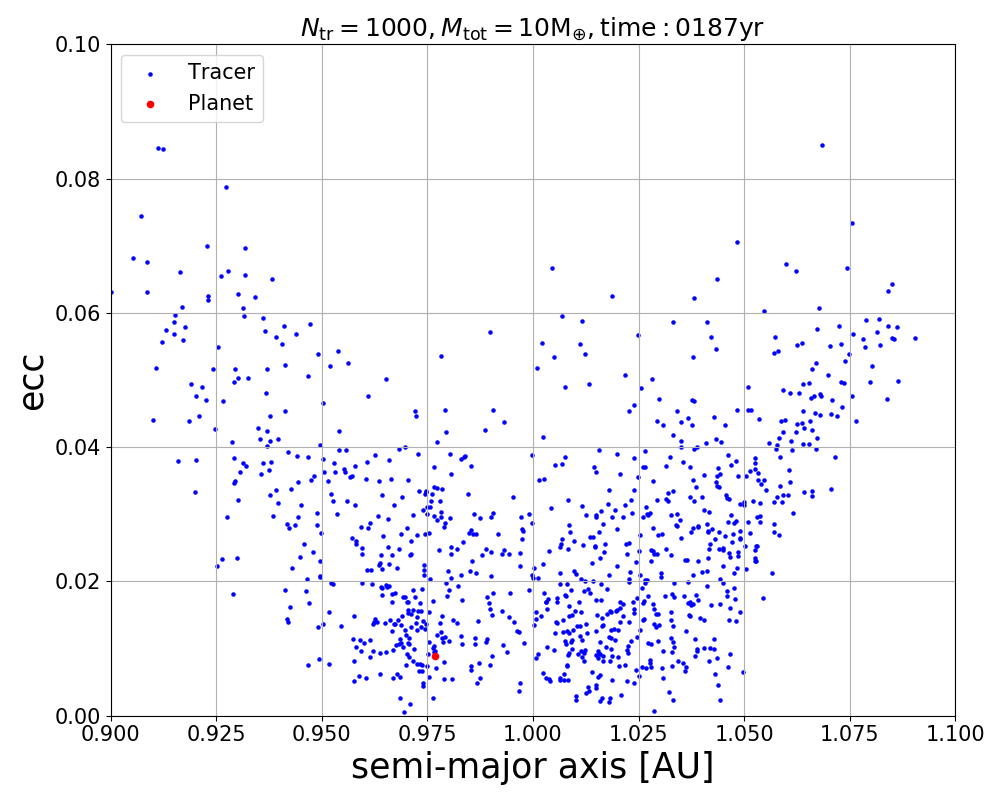 N_tr = 1000, M_tot = 10M_⊕, time : 0187yr
Tracer
Planet
0.10
0.08
0.06
0.04
0.02
0.00
ecc
0.900 0.925 0.950 0.975 1.000 1.025 1.050 1.075 1.100
semi-major axis [AU]